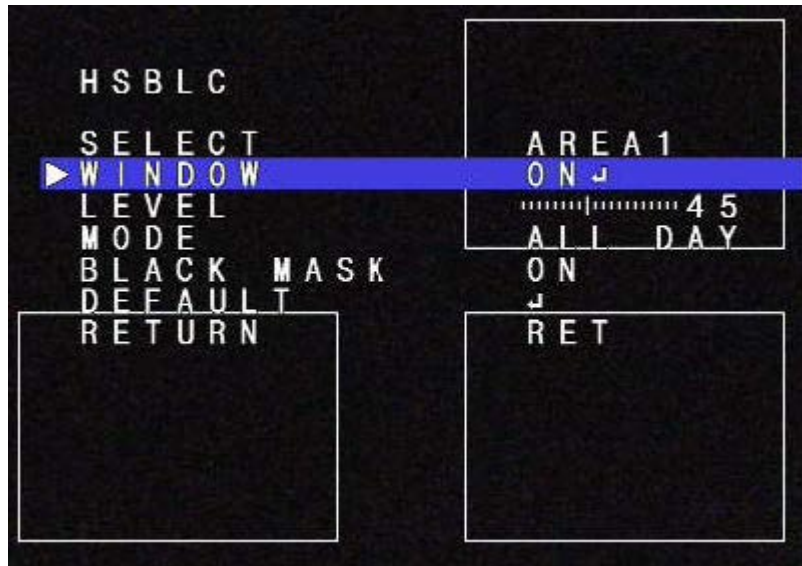 HSBLC
SELECT AREA1
WINDOW ON ↲
LEVEL 45
MODE ALL DAY
BLACK MASK ON
DEFAULT ↲
RETURN RET